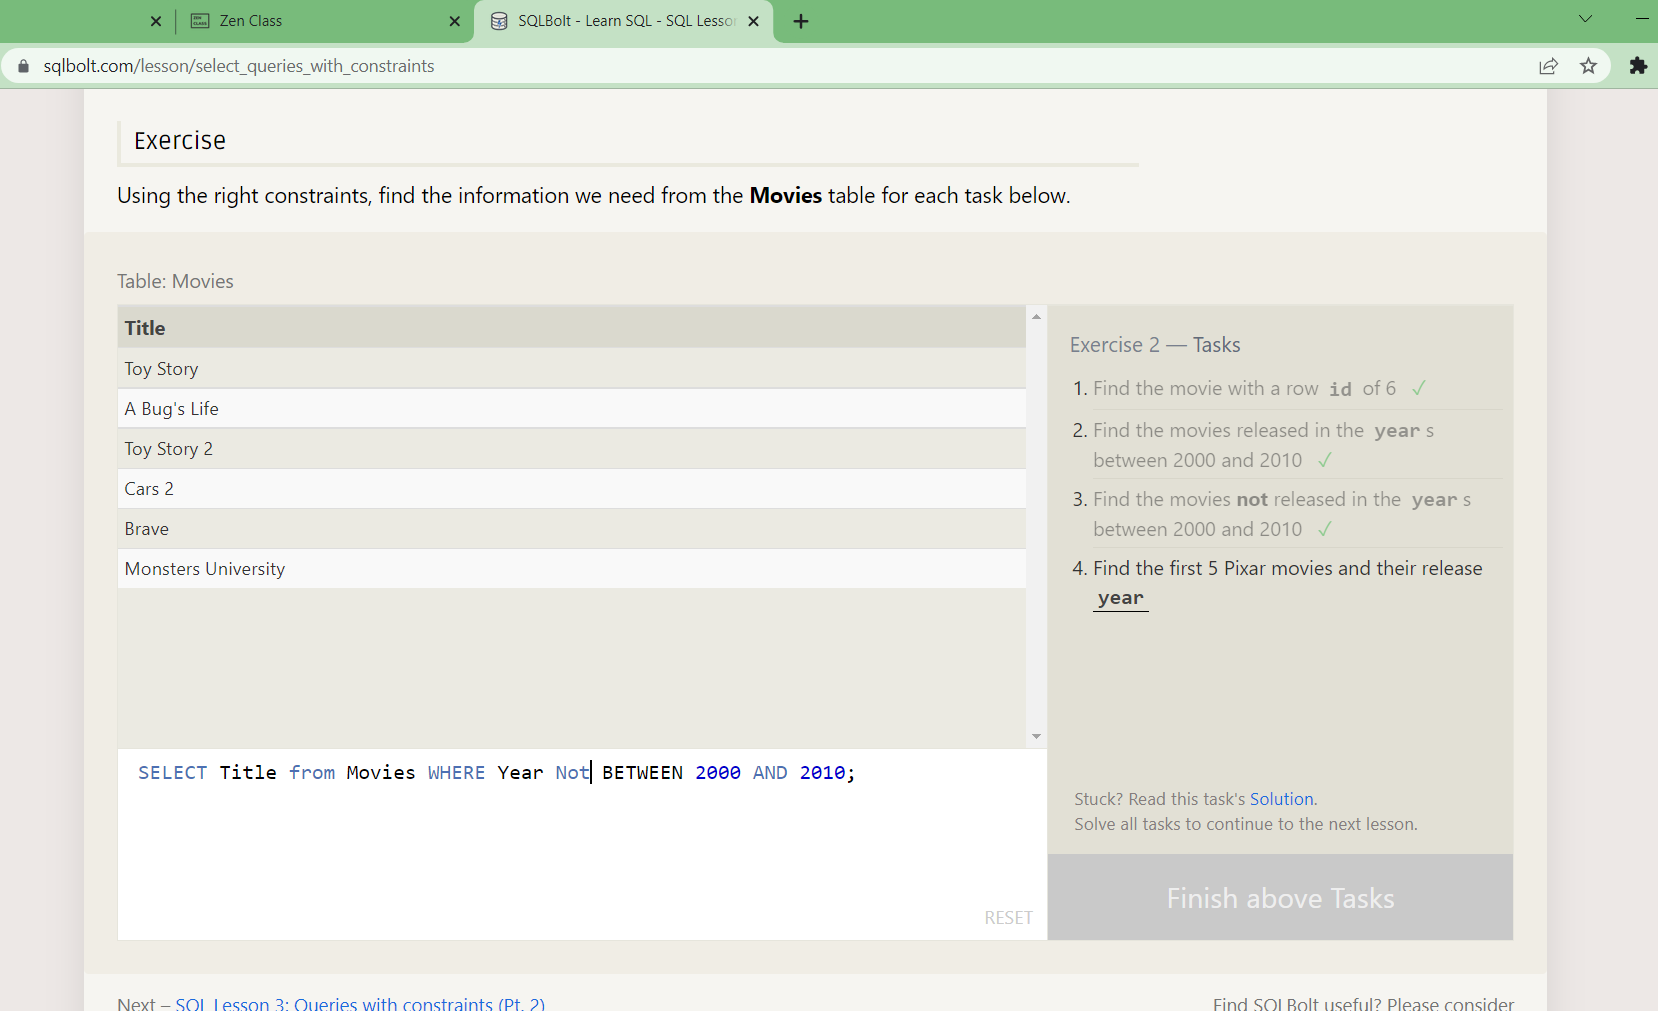 Zen Class
SQLBolt - Learn SQL - SQL Lesso
sqlbolt.com/lesson/select_queries_with_constraints
Exercise
Using the right constraints, find the information we need from the Movies table for each task below.
Table: Movies
Title
Toy Story
A Bug's Life
Toy Story 2
Cars 2
Brave
Monsters University
SELECT Title from Movies WHERE Year Not BETWEEN 2000 AND 2010;
RESET
Exercise 2 — Tasks
1. Find the movie with a row id of 6 ✓
2. Find the movies released in the year s
between 2000 and 2010 ✓
3. Find the movies not released in the year s
between 2000 and 2010 ✓
4. Find the first 5 Pixar movies and their release
year
Stuck? Read this task's Solution.
Solve all tasks to continue to the next lesson.
Finish above Tasks
Next – SQL Lesson 3: Queries with constraints (Pt. 2)
Find SQLBolt useful? Please consider